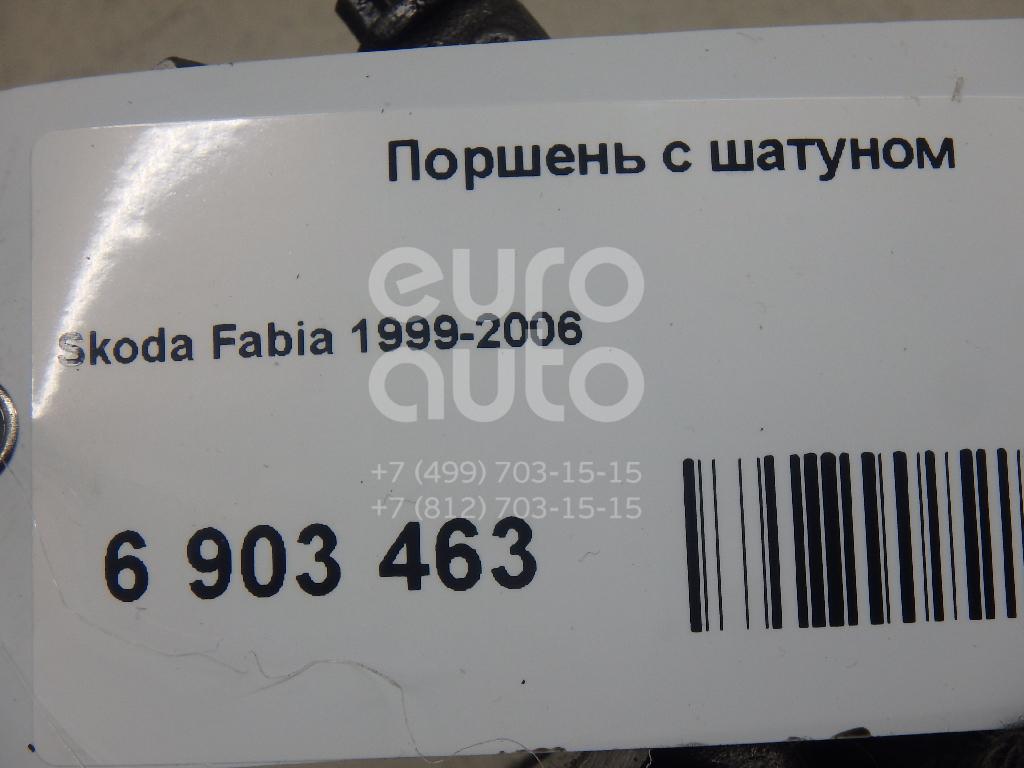 Поршень с шатуном
euro
Skoda Fabia 1999-2006
auto
+7 (499) 703-15-15
+7 (812) 703-15-15
6 903 463